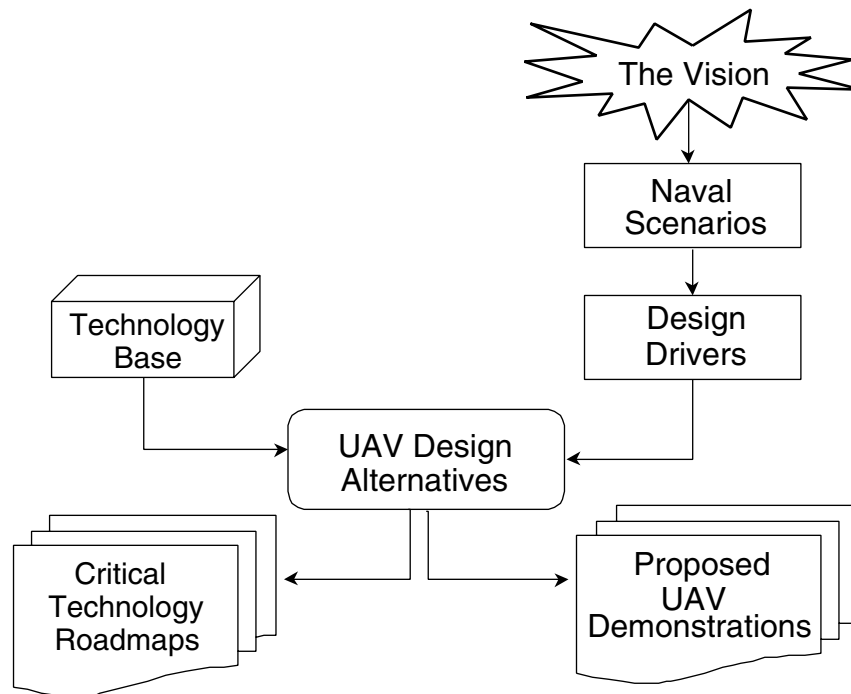 The Vision
Naval
Scenarios
Technology
Base
Design
Drivers
UAV Design
Alternatives
Critical
Technology
Roadmaps
Proposed
UAV
Demonstrations